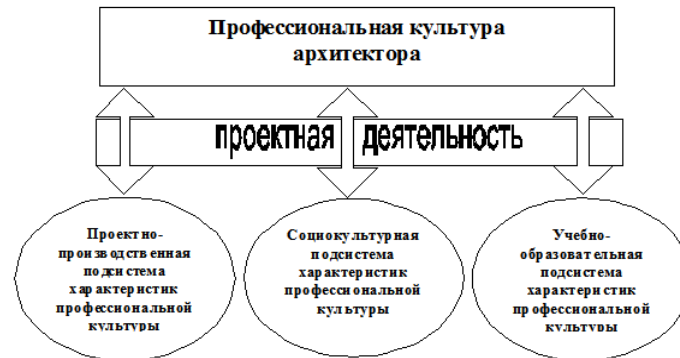 Профессиональная культура
архитектора
проектная деятельность
Проектно-
производственная
подсистема
характеристик
профессиональной
культуры
Социокультурная
подсистема
характеристик
профессиональной
культуры
Учебно-
образовательная
подсистема
характеристик
профессиональной
культуры